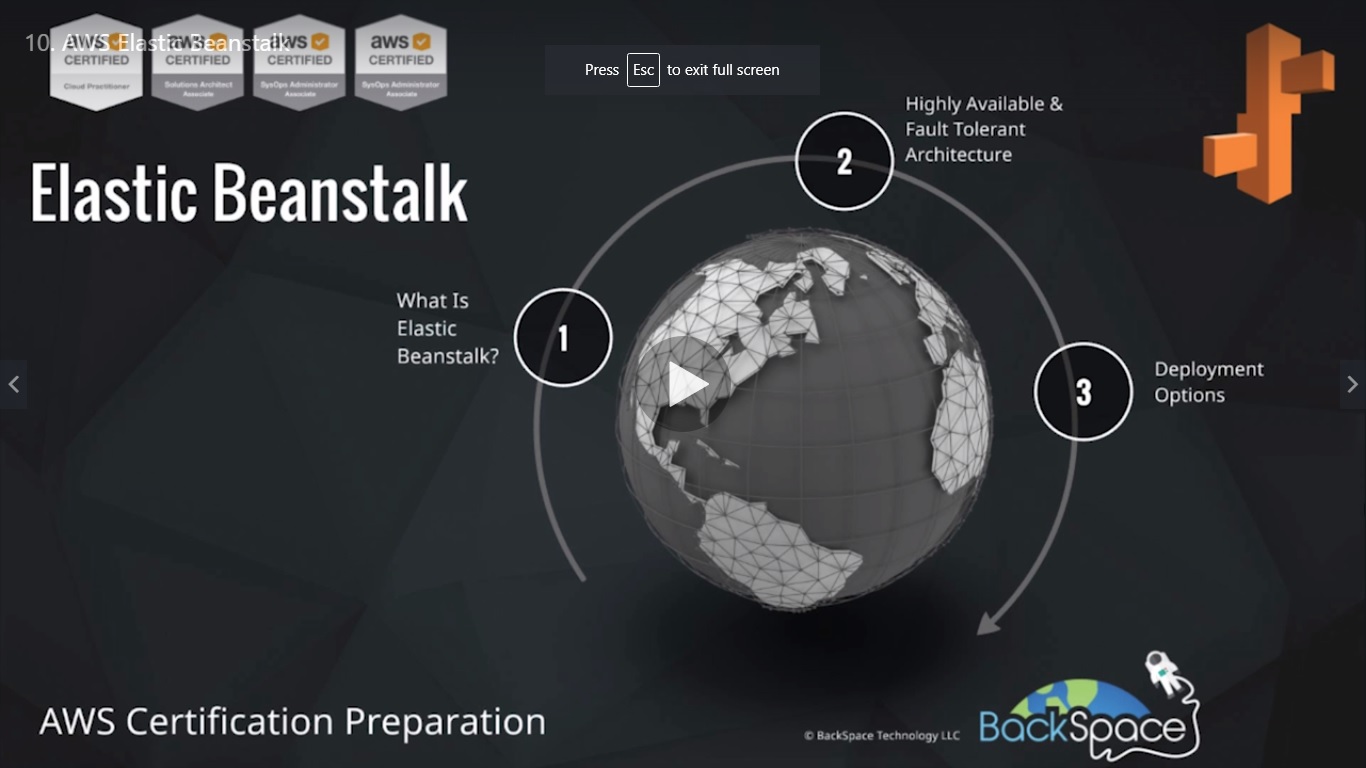 10. AWS Elastic Beanstalk
aws
CERTIFIED
Cloud Practitioner
aws
CERTIFIED
Solutions Architect
Associate
aws
CERTIFIED
SysOps Administrator
Associate
aws
CERTIFIED
SysOps Administrator
Associate
Press Esc to exit full screen
Elastic Beanstalk
1
What Is
Elastic
Beanstalk?
2
Highly Available &
Fault Tolerant
Architecture
3
Deployment
Options
AWS Certification Preparation
© BackSpace Technology LLC
BackSpace